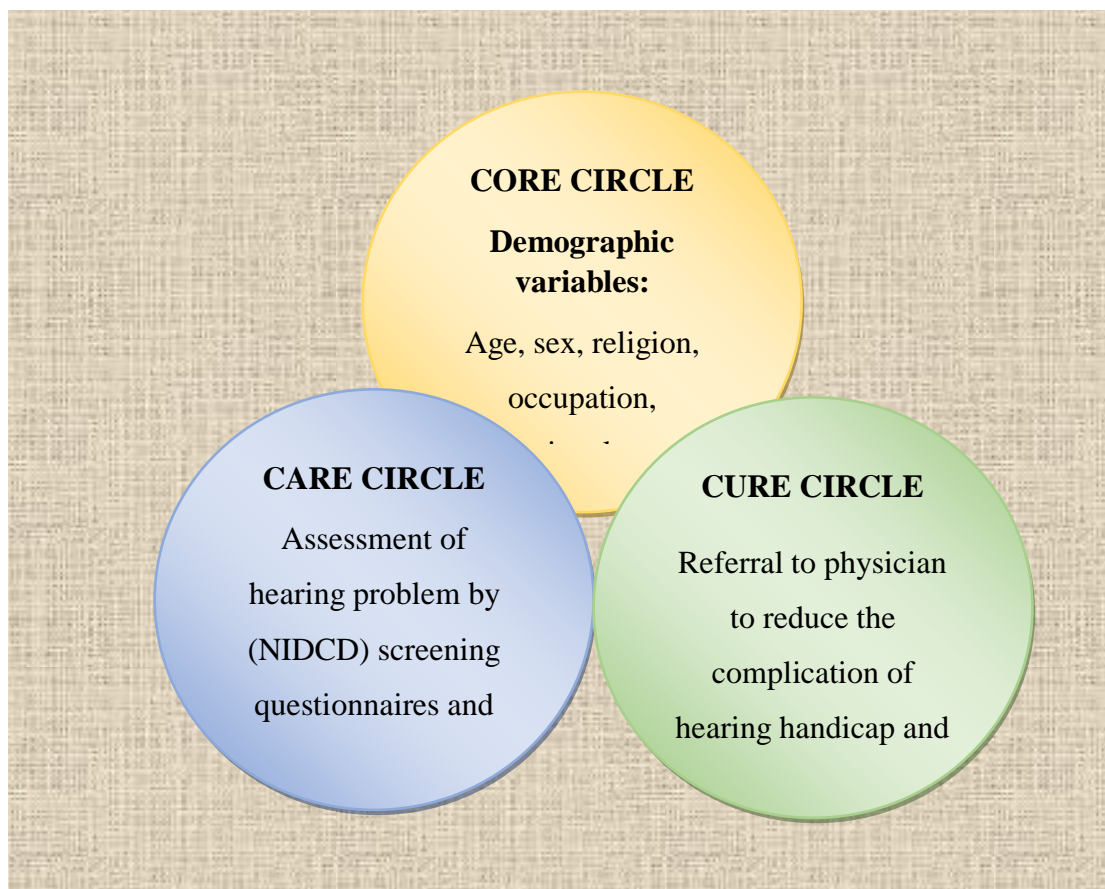 CORE CIRCLE
Demographic
variables:
Age, sex, religion,
occupation,
CARE CIRCLE
Assessment of
hearing problem by
(NIDCD) screening
questionnaires and
CURE CIRCLE
Referral to physician
to reduce the
complication of
hearing handicap and